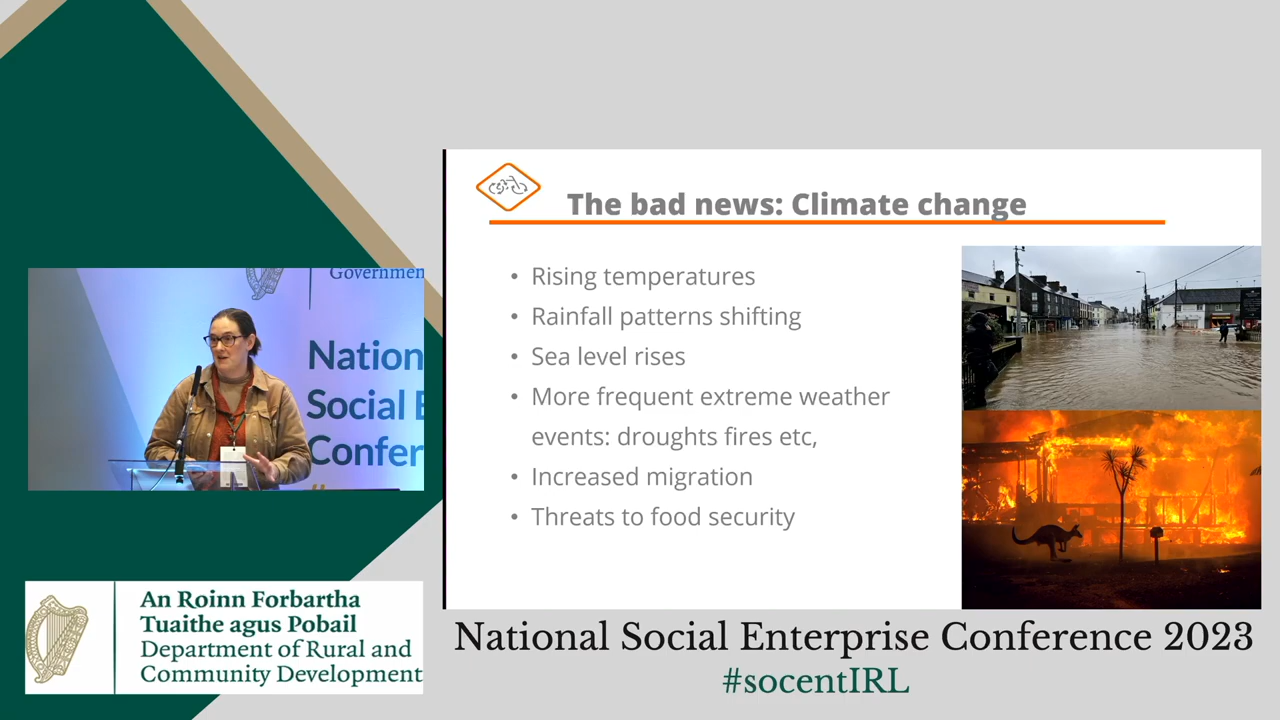 The bad news: Climate change
• Rising temperatures
• Rainfall patterns shifting
• Sea level rises
• More frequent extreme weather
events: droughts fires etc,
• Increased migration
• Threats to food security
Governmen
Nation
Social E
Confer
An Roinn Forbartha
Tuaithe agus Pobail
Department of Rural and
Community Development
National Social Enterprise Conference 2023
#socentIRL